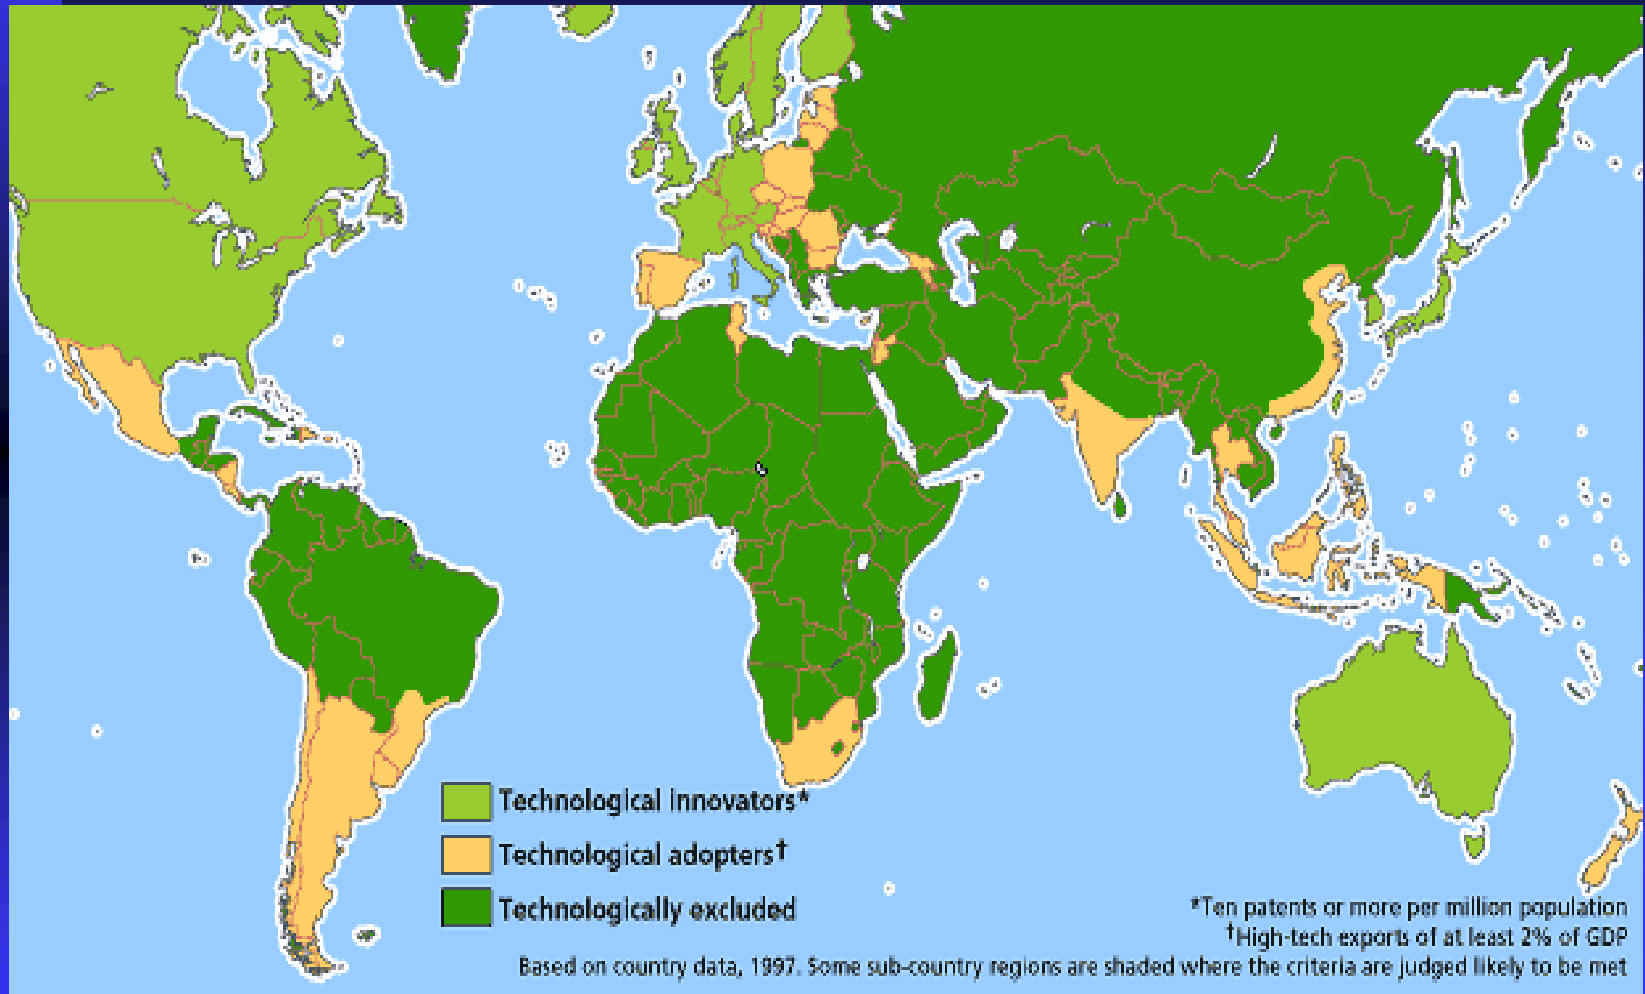 Technological innovators*
Technological adopters†
Technologically excluded
*Ten patents or more per million population
†High-tech exports of at least 2% of GDP
Based on country data, 1997. Some sub-country regions are shaded where the criteria are judged likely to be met